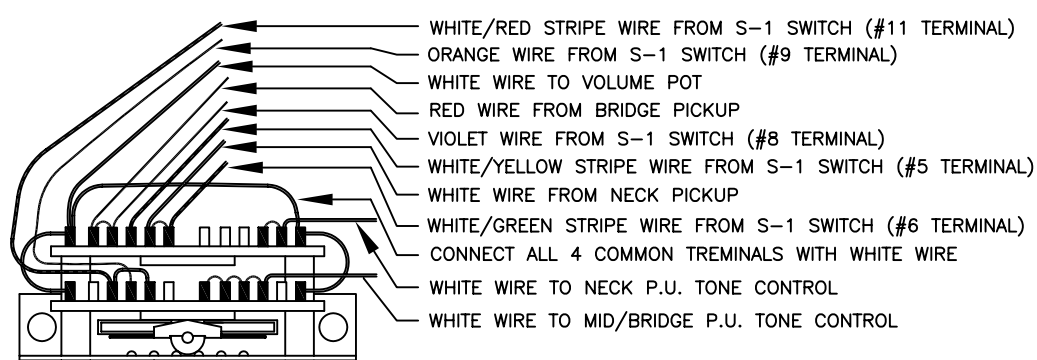 WHITE/RED STRIPE WIRE FROM S-1 SWITCH (#11 TERMINAL)
ORANGE WIRE FROM S-1 SWITCH (#9 TERMINAL)
WHITE WIRE TO VOLUME POT
RED WIRE FROM BRIDGE PICKUP
VIOLET WIRE FROM S-1 SWITCH (#8 TERMINAL)
WHITE/YELLOW STRIPE WIRE FROM S-1 SWITCH (#5 TERMINAL)
WHITE WIRE FROM NECK PICKUP
WHITE/GREEN STRIPE WIRE FROM S-1 SWITCH (#6 TERMINAL)
CONNECT ALL 4 COMMON TREMINALS WITH WHITE WIRE
WHITE WIRE TO NECK P.U. TONE CONTROL
WHITE WIRE TO MID/BRIDGE P.U. TONE CONTROL